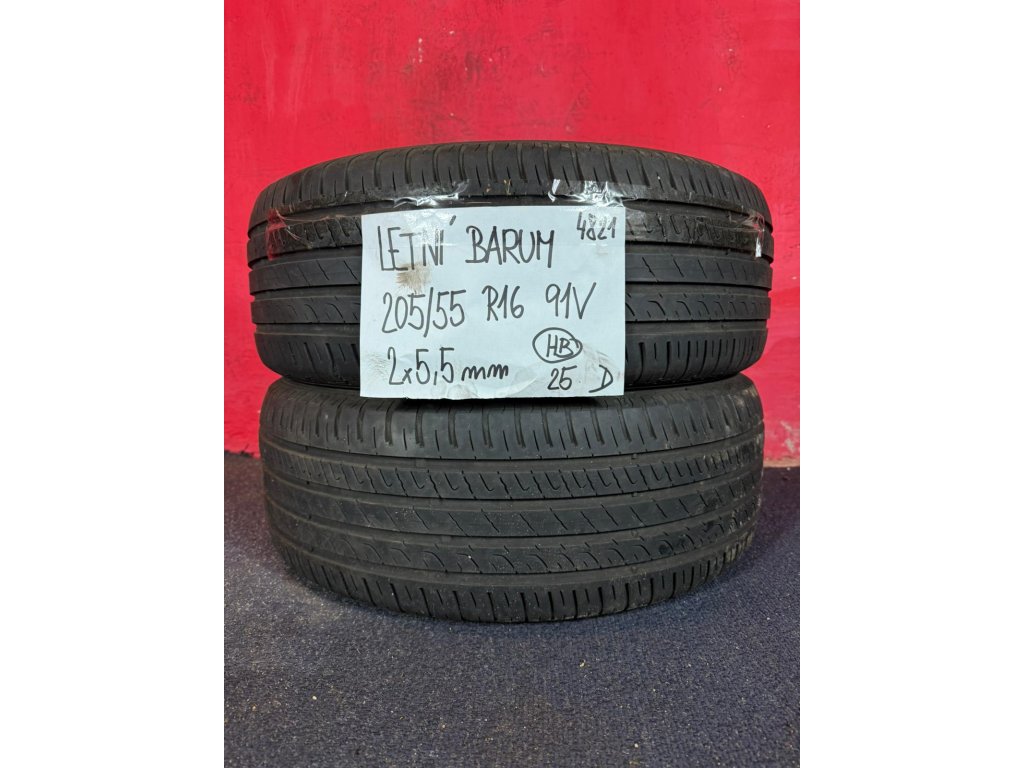 LETNÍ BARUM 4821
205/55 R16 91V
2x5,5mm HB
25 D